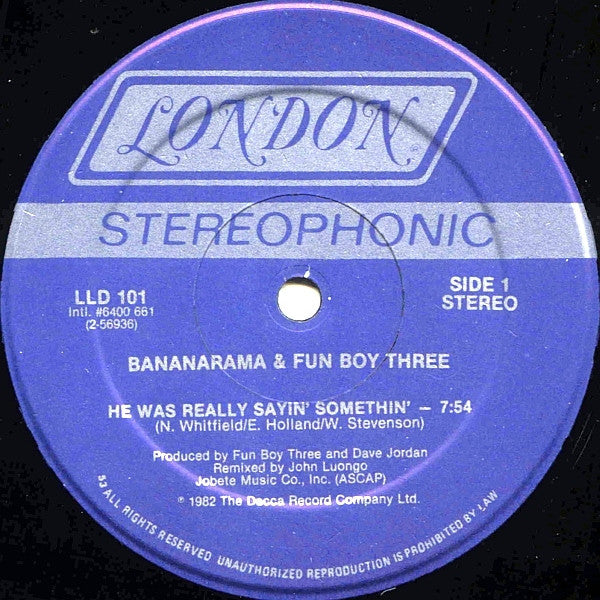 LONDON
STEREOPHONIC
LLD 101
Intl. #6400 661
(2-56936)
SIDE 1
STEREO
BANANARAMA & FUN BOY THREE
HE WAS REALLY SAYIN' SOMETHIN' – 7:54
(N. Whitfield/E. Holland/W. Stevenson)
Produced by Fun Boy Three and Dave Jordan
Remixed by John Luongo
Jobete Music Co., Inc. (ASCAP)
℗ 1982 The Decca Record Company Ltd.
53 ALL RIGHTS RESERVED UNAUTHORIZED REPRODUCTION IS PROHIBITED BY LAW